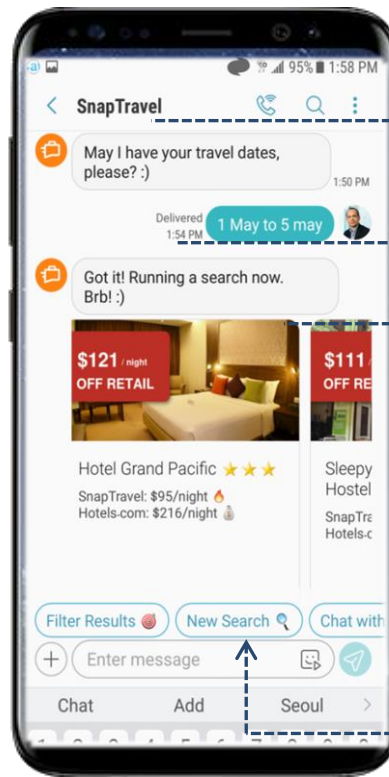 95% 1:58 PM
SnapTravel
May I have your travel dates,
please? :)
1:50 PM
Delivered
1:54 PM
1 May to 5 may
Got it! Running a search now.
Brb! :)
$121 / night
OFF RETAIL
$111
OFF RE
Hotel Grand Pacific
SnapTravel: $95/night
Hotels.com: $216/night
Sleepy
Hostel
SnapTra
Hotels.c
Filter Results
New Search
Chat with
Enter message
Chat Add Seoul